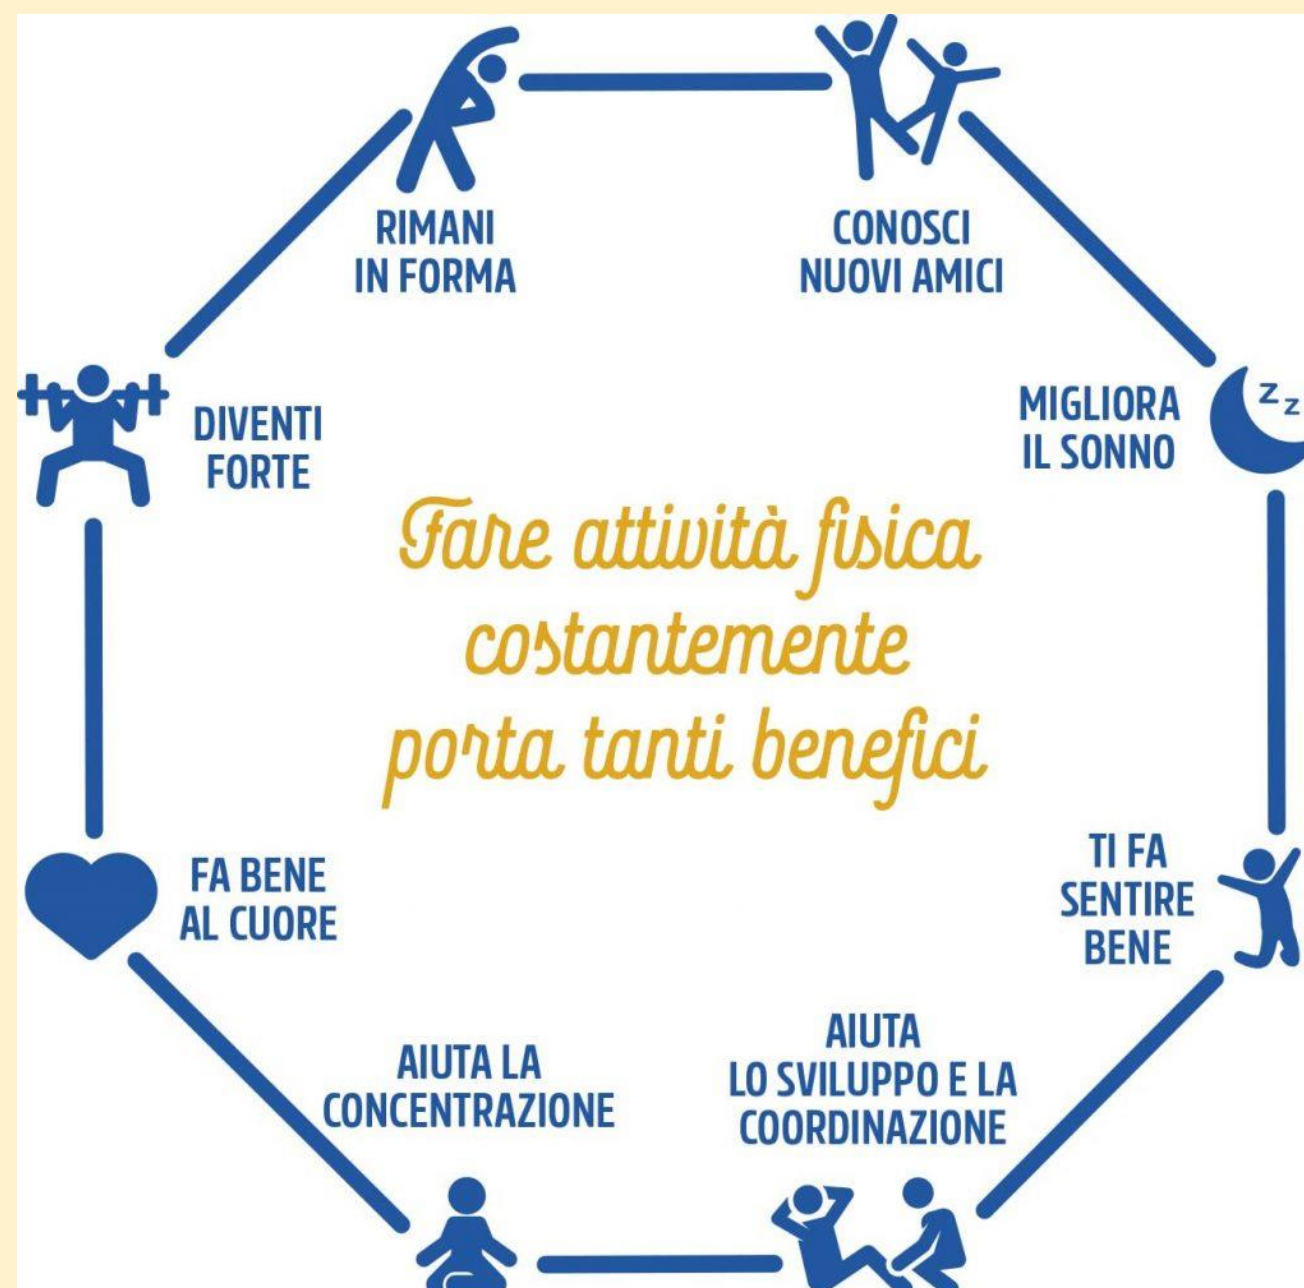 RIMANI
IN FORMA
CONOSCI
NUOVI AMICI
MIGLIORA
IL SONNO
z z
DIVENTI
FORTE
Fare attività fisica
costantemente
porta tanti benefici
TI FA
SENTIRE
BENE
FA BENE
AL CUORE
AIUTA
LO SVILUPPO E LA
COORDINAZIONE
AIUTA LA
CONCENTRAZIONE